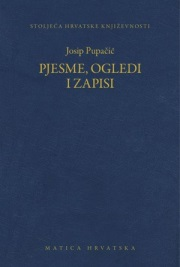 STOLJEĆA HRVATSKE KNJIŽEVNOSTI
Josip Pupačić
PJESME, OGLEDI
I ZAPISI
MATICA HRVATSKA